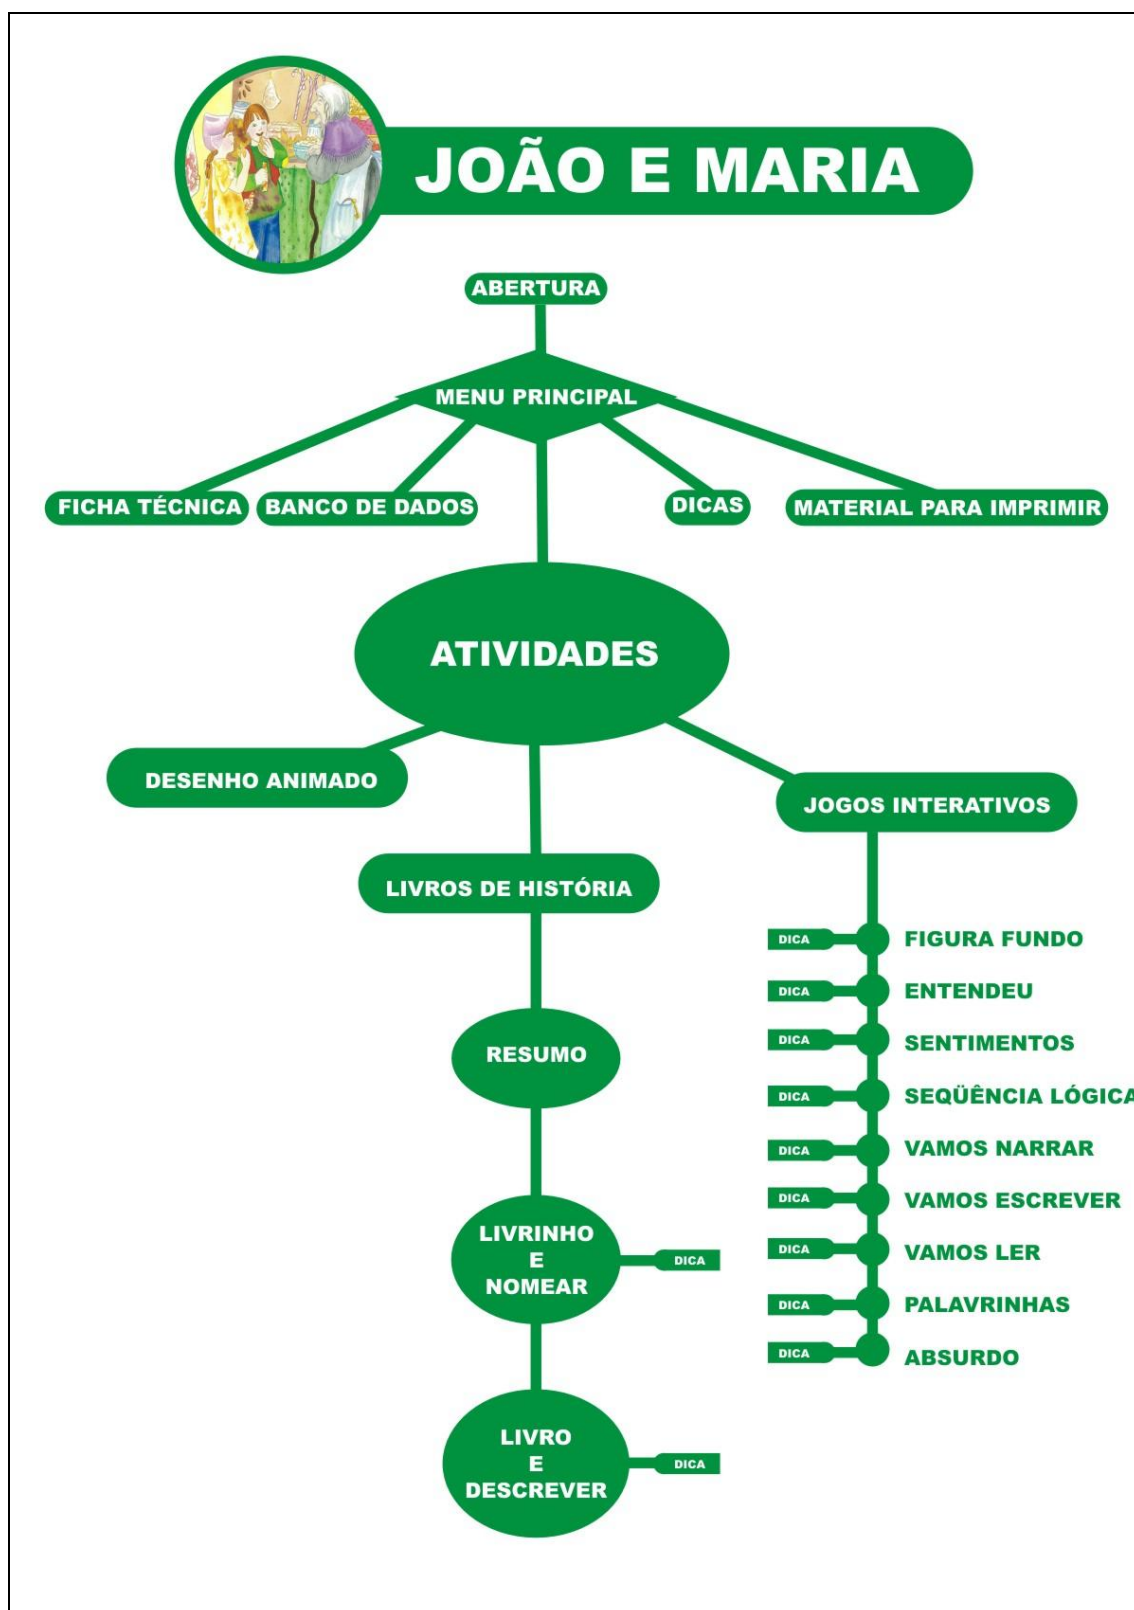 JOÃO E MARIA
ABERTURA
MENU PRINCIPAL
FICHA TÉCNICA
BANCO DE DADOS
DICAS
MATERIAL PARA IMPRIMIR
ATIVIDADES
DESENHO ANIMADO
JOGOS INTERATIVOS
LIVROS DE HISTÓRIA
RESUMO
LIVRINHO
E
NOMEAR
DICA
LIVRO
E
DESCREVER
DICA
DICA FIGURA FUNDO
DICA ENTENDEU
DICA SENTIMENTOS
DICA SEQÜÊNCIA LÓGICA
DICA VAMOS NARRAR
DICA VAMOS ESCREVER
DICA VAMOS LER
DICA PALAVRINHAS
DICA ABSURDO